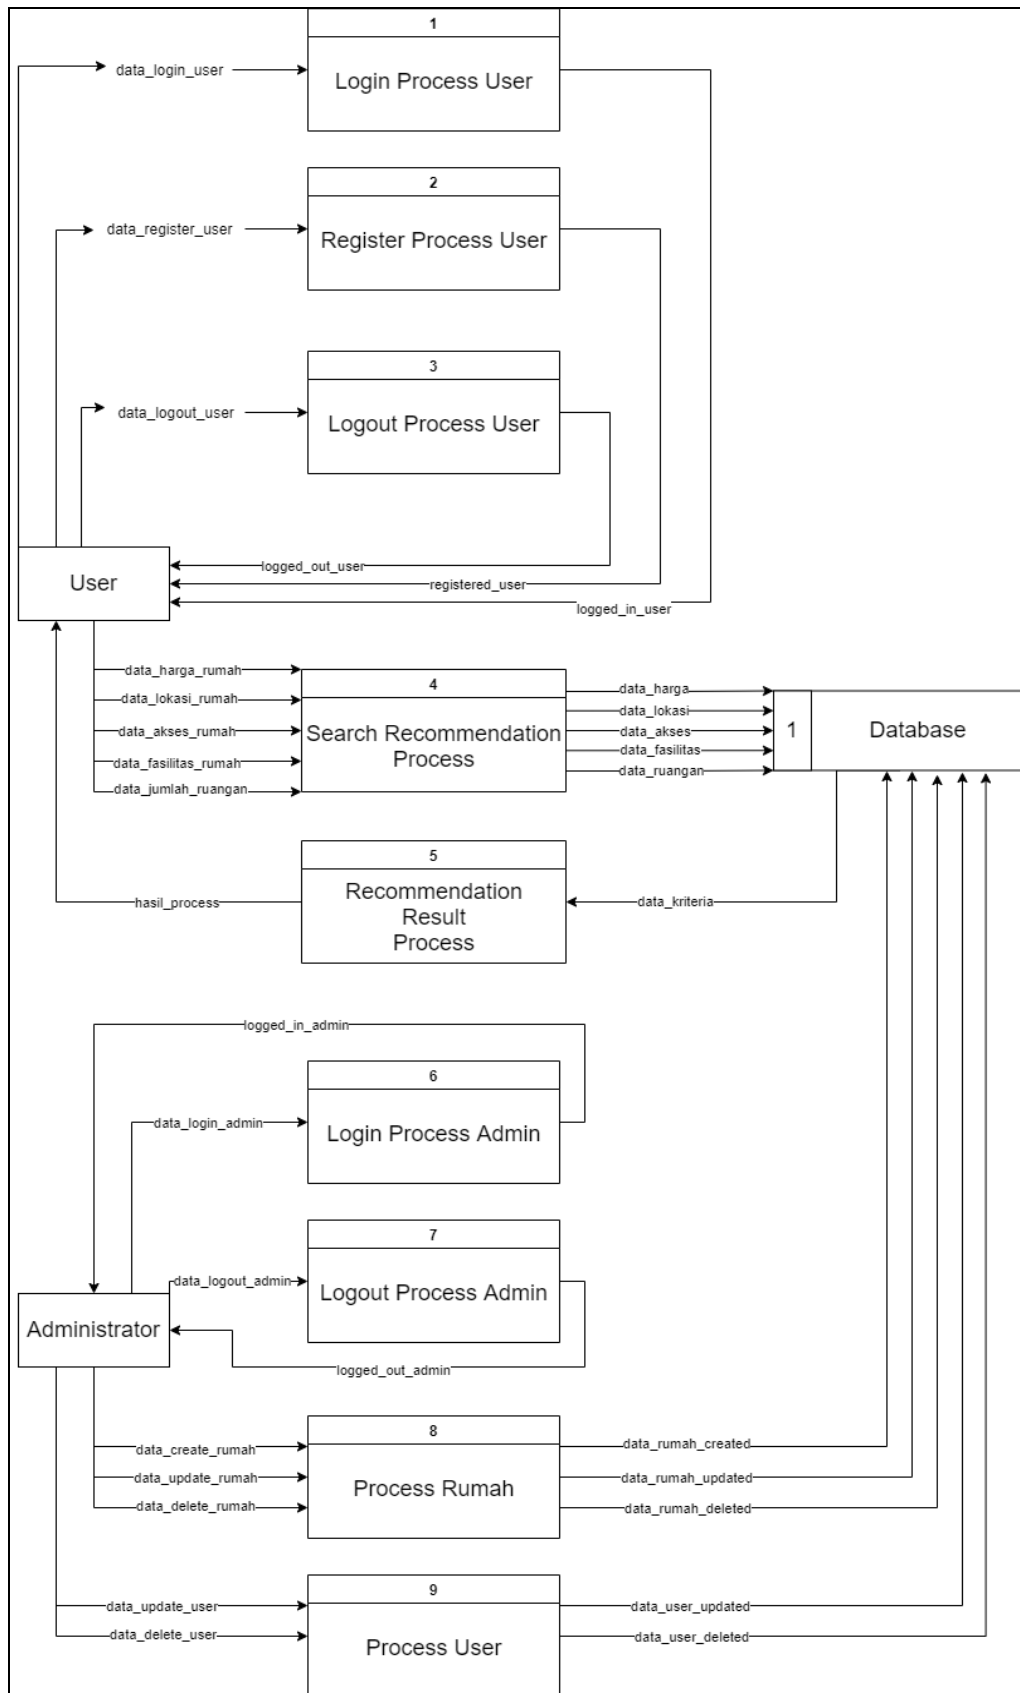 1
data_login_user
Login Process User
2
data_register_user
Register Process User
3
data_logout_user
Logout Process User
logged_out_user
User
registered_user
logged_in_user
data_harga_rumah
4
data_harga
data_lokasi_rumah
data_lokasi
data_akses_rumah
Search Recommendation
Process
data_akses
1
Database
data_fasilitas_rumah
data_fasilitas
data_jumlah_ruangan
data_ruangan
5
hasil_process
Recommendation
Result
Process
data_kriteria
logged_in_admin
6
data_login_admin
Login Process Admin
7
data_logout_admin
Logout Process Admin
Administrator
logged_out_admin
8
data_create_rumah
data_rumah_created
data_update_rumah
Process Rumah
data_rumah_updated
data_delete_rumah
data_rumah_deleted
9
data_update_user
data_user_updated
data_delete_user
Process User
data_user_deleted